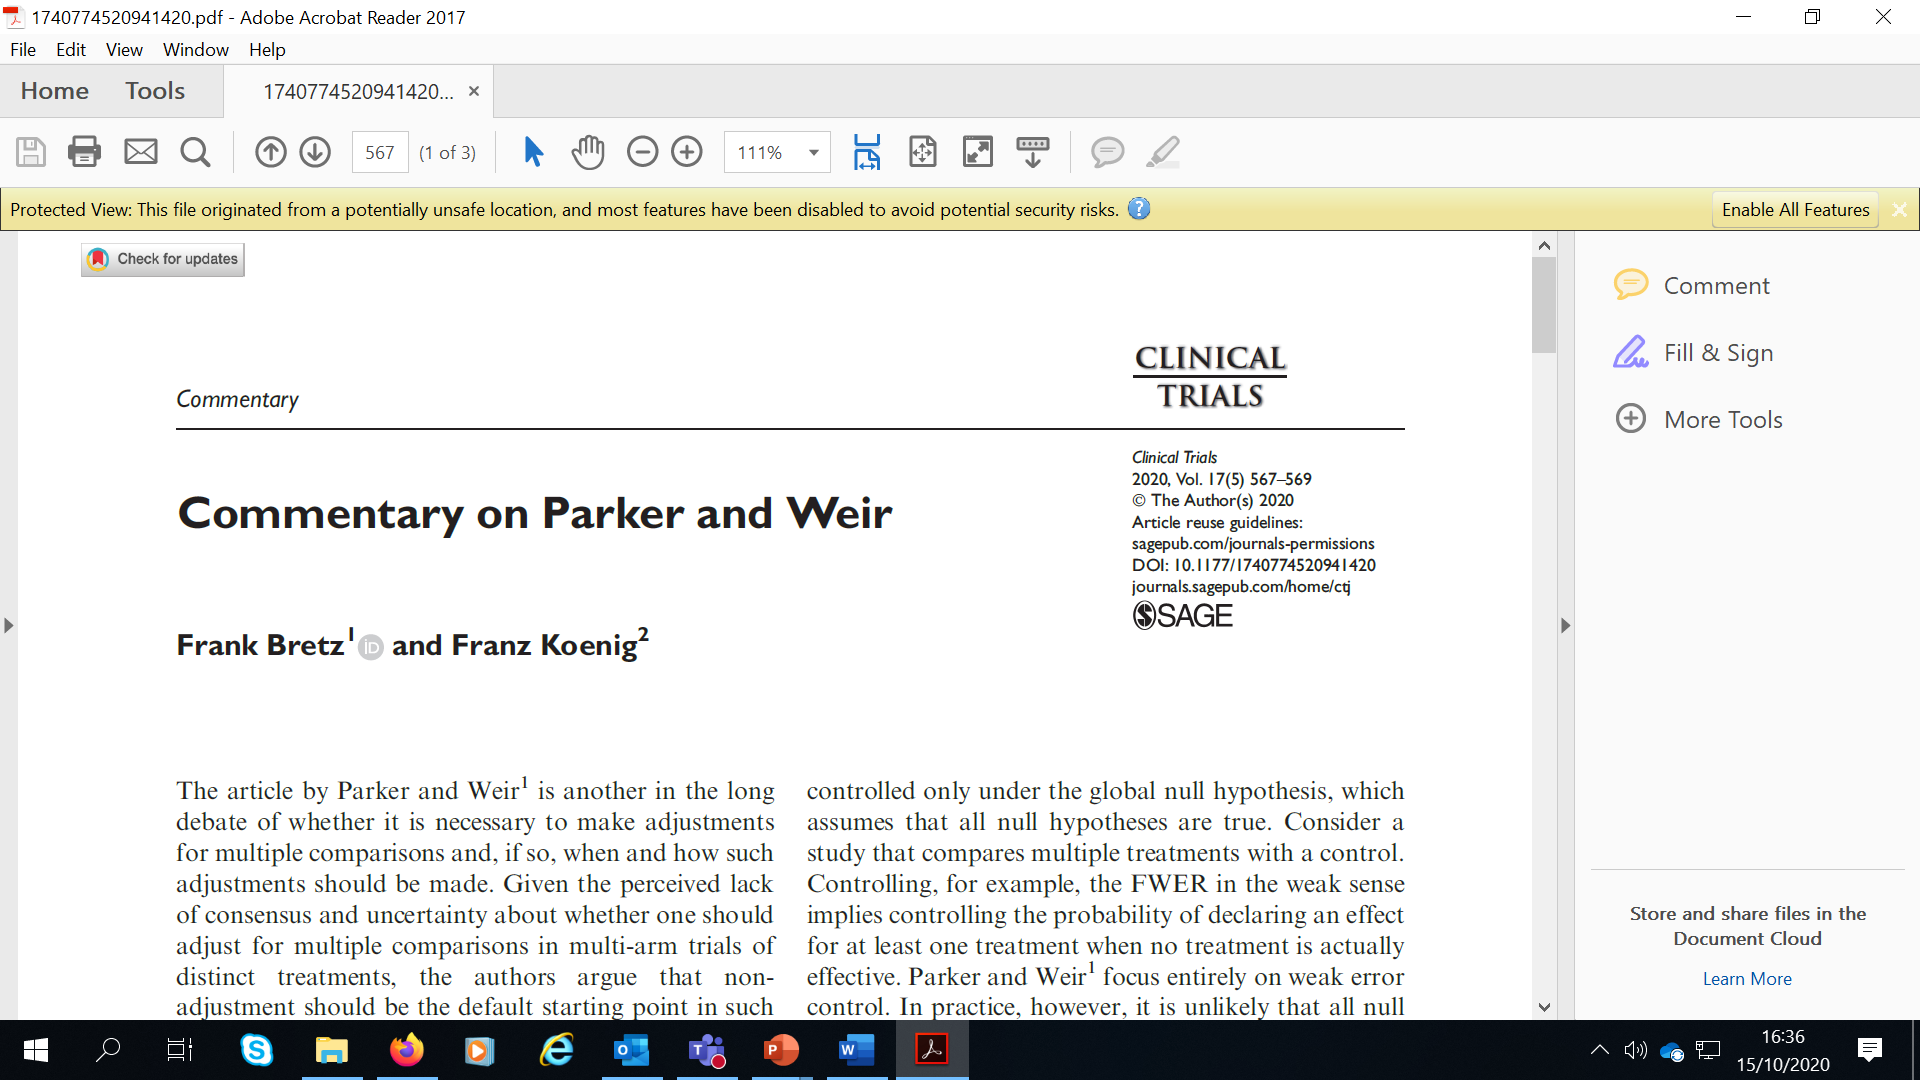 1740774520941420.pdf - Adobe Acrobat Reader 2017
File Edit View Window Help
Home Tools 1740774520941420...
567 (1 of 3) 111%
Protected View: This file originated from a potentially unsafe location, and most features have been disabled to avoid potential security risks. ? Enable All Features
Check for updates
Commentary
CLINICAL
TRIALS
Commentary on Parker and Weir
Clinical Trials
2020, Vol. 17(5) 567–569
© The Author(s) 2020
Article reuse guidelines:
sagepub.com/journals-permissions
DOI: 10.1177/1740774520941420
journals.sagepub.com/home/ctj
SAGE
Frank Bretz1 iD and Franz Koenig2
The article by Parker and Weir1 is another in the long
debate of whether it is necessary to make adjustments
for multiple comparisons and, if so, when and how such
adjustments should be made. Given the perceived lack
of consensus and uncertainty about whether one should
adjust for multiple comparisons in multi-arm trials of
distinct treatments, the authors argue that non-
adjustment should be the default starting point in such
controlled only under the global null hypothesis, which
assumes that all null hypotheses are true. Consider a
study that compares multiple treatments with a control.
Controlling, for example, the FWER in the weak sense
implies controlling the probability of declaring an effect
for at least one treatment when no treatment is actually
effective. Parker and Weir1 focus entirely on weak error
control. In practice, however, it is unlikely that all null
Comment
Fill & Sign
More Tools
Store and share files in the
Document Cloud
Learn More
16:36
15/10/2020